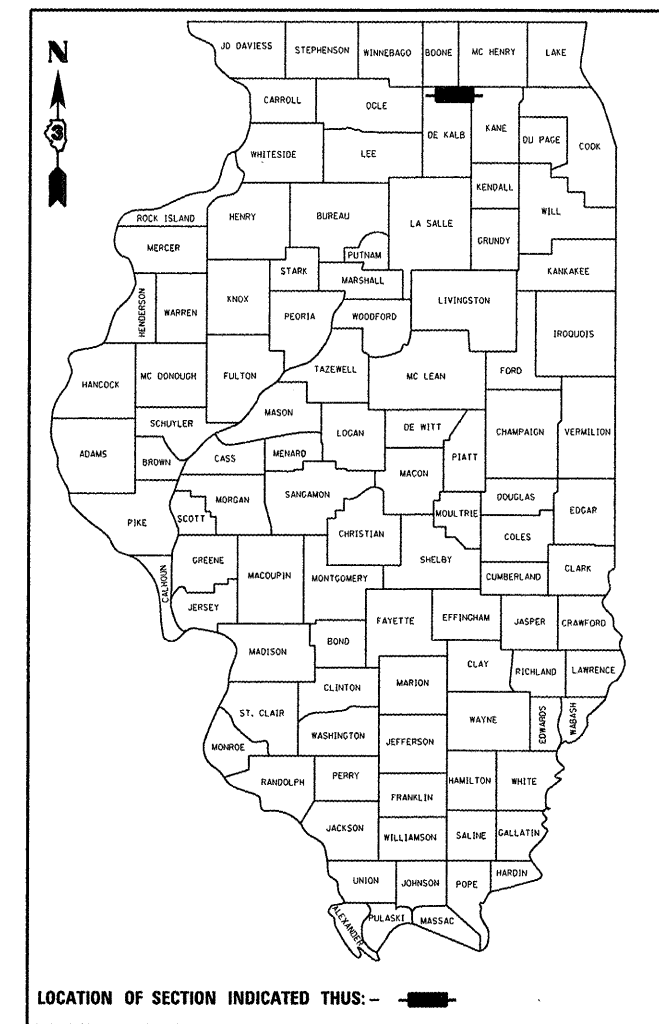 N
3
JO DAVIESS
STEPHENSON
WINNEBAGO
BOONE
MC HENRY
LAKE
CARROLL
OGLE
DE KALB
KANE
DU PAGE
COOK
WHITESIDE
LEE
KENDALL
WILL
ROCK ISLAND
HENRY
BUREAU
LA SALLE
GRUNDY
MERCER
PUTNAM
STARK
MARSHALL
KANKAKEE
HENDERSON
WARREN
KNOX
PEORIA
WOODFORD
LIVINGSTON
IROQUOIS
HANCOCK
MC DONOUGH
FULTON
TAZEWELL
MC LEAN
FORD
SCHUYLER
MASON
ADAMS
BROWN
CASS
MENARD
LOGAN
DE WITT
PIATT
CHAMPAIGN
VERMILION
MACON
PIKE
SCOTT
MORGAN
SANGAMON
CHRISTIAN
MOULTRIE
DOUGLAS
EDGAR
COLES
CALHOUN
GREENE
MACOUPIN
MONTGOMERY
SHELBY
CUMBERLAND
CLARK
JERSEY
MADISON
BOND
FAYETTE
EFFINGHAM
JASPER
CRAWFORD
CLINTON
MARION
CLAY
RICHLAND
LAWRENCE
ST. CLAIR
WASHINGTON
WAYNE
EDWARDS
WABASH
MONROE
JEFFERSON
RANDOLPH
PERRY
HAMILTON
WHITE
FRANKLIN
JACKSON
WILLIAMSON
SALINE
GALLATIN
UNION
JOHNSON
POPE
HARDIN
ALEXANDER
PULASKI
MASSAC
LOCATION OF SECTION INDICATED THUS: –